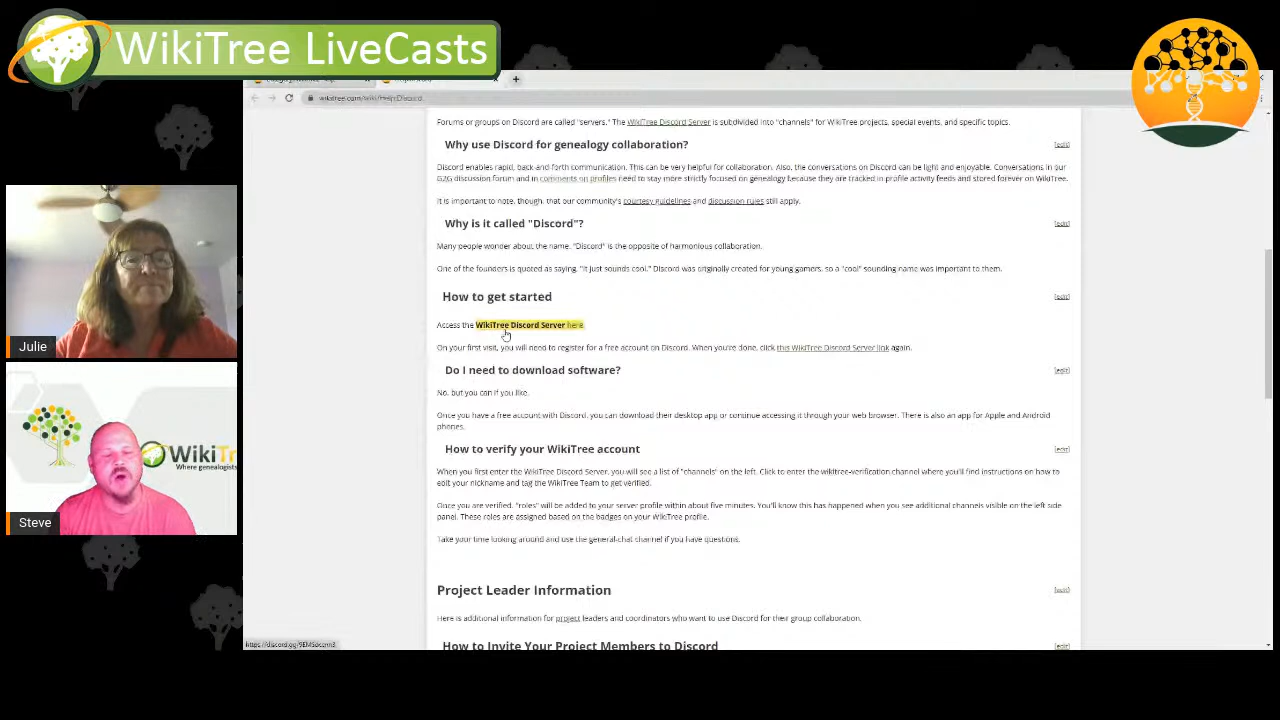 WikiTree LiveCasts
wikitree.com/wiki/Help:Discord
Forums or groups on Discord are called "servers." The WikiTree Discord Server is subdivided into "channels" for WikiTree projects, special events, and specific topics.
Why use Discord for genealogy collaboration?
[edit]
Discord enables rapid, back-and-forth communication. This can be very helpful for collaboration. Also, the conversations on Discord can be light and enjoyable. Conversations in our
G2G discussion forum and in comments on profiles need to stay more strictly focused on genealogy because they are tracked in profile activity feeds and stored forever on WikiTree.
It is important to note, though, that our community's courtesy guidelines and discussion rules still apply.
Why is it called "Discord"?
[edit]
Many people wonder about the name. "Discord" is the opposite of harmonious collaboration.
One of the founders is quoted as saying, "It just sounds cool." Discord was originally created for young gamers, so a "cool" sounding name was important to them.
How to get started
[edit]
Access the WikiTree Discord Server here.
On your first visit, you will need to register for a free account on Discord. When you're done, click this WikiTree Discord Server link again.
Do I need to download software?
[edit]
No, but you can if you like.
Once you have a free account with Discord, you can download their desktop app or continue accessing it through your web browser. There is also an app for Apple and Android
phones.
How to verify your WikiTree account
[edit]
When you first enter the WikiTree Discord Server, you will see a list of "channels" on the left. Click to enter the wikitree-verification channel where you'll find instructions on how to
edit your nickname and tag the WikiTree Team to get verified.
Once you are verified, "roles" will be added to your server profile within about five minutes. You'll know this has happened when you see additional channels visible on the left side
panel. These roles are assigned based on the badges on your WikiTree profile.
Take your time looking around and use the general-chat channel if you have questions.
Project Leader Information
[edit]
Here is additional information for project leaders and coordinators who want to use Discord for their group collaboration.
How to Invite Your Project Members to Discord
[edit]
Julie
WikiTr
Where genealogists
Steve